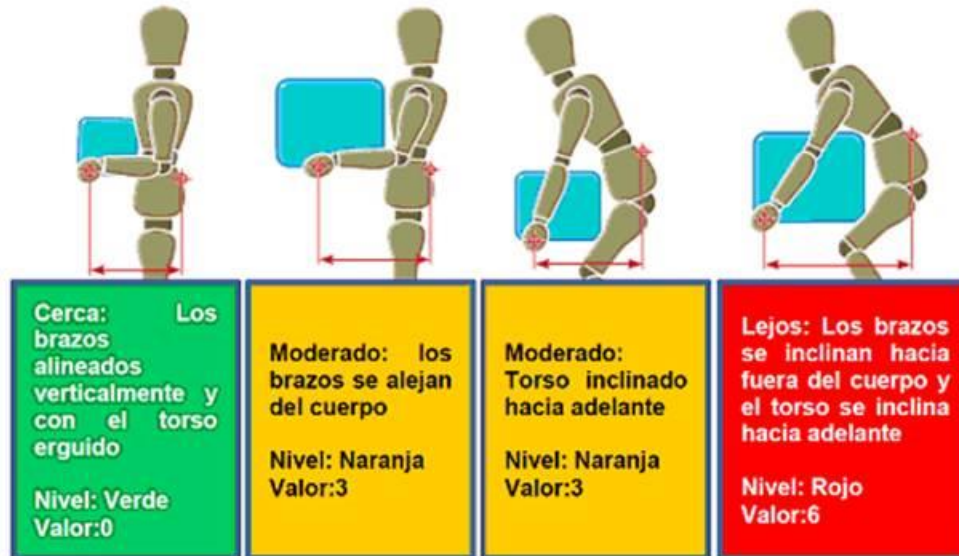 Cerca: Los
brazos
alineados
verticalmente y
con el torso
erguido
Nivel: Verde
Valor:0
Moderado: los
brazos se alejan
del cuerpo
Nivel: Naranja
Valor:3
Moderado:
Torso inclinado
hacia adelante
Nivel: Naranja
Valor:3
Lejos: Los brazos
se inclinan hacia
fuera del cuerpo y
el torso se inclina
hacia adelante
Nivel: Rojo
Valor:6